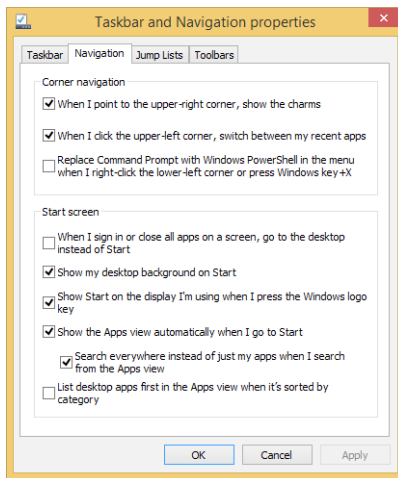 Taskbar and Navigation properties
Taskbar Navigation Jump Lists Toolbars
Corner navigation
When I point to the upper-right corner, show the charms
When I click the upper-left corner, switch between my recent apps
Replace Command Prompt with Windows PowerShell in the menu
when I right-click the lower-left corner or press Windows key+X
Start screen
When I sign in or close all apps on a screen, go to the desktop
instead of Start
Show my desktop background on Start
Show Start on the display I'm using when I press the Windows logo
key
Show the Apps view automatically when I go to Start
Search everywhere instead of just my apps when I search
from the Apps view
List desktop apps first in the Apps view when it's sorted by
category
OK Cancel Apply